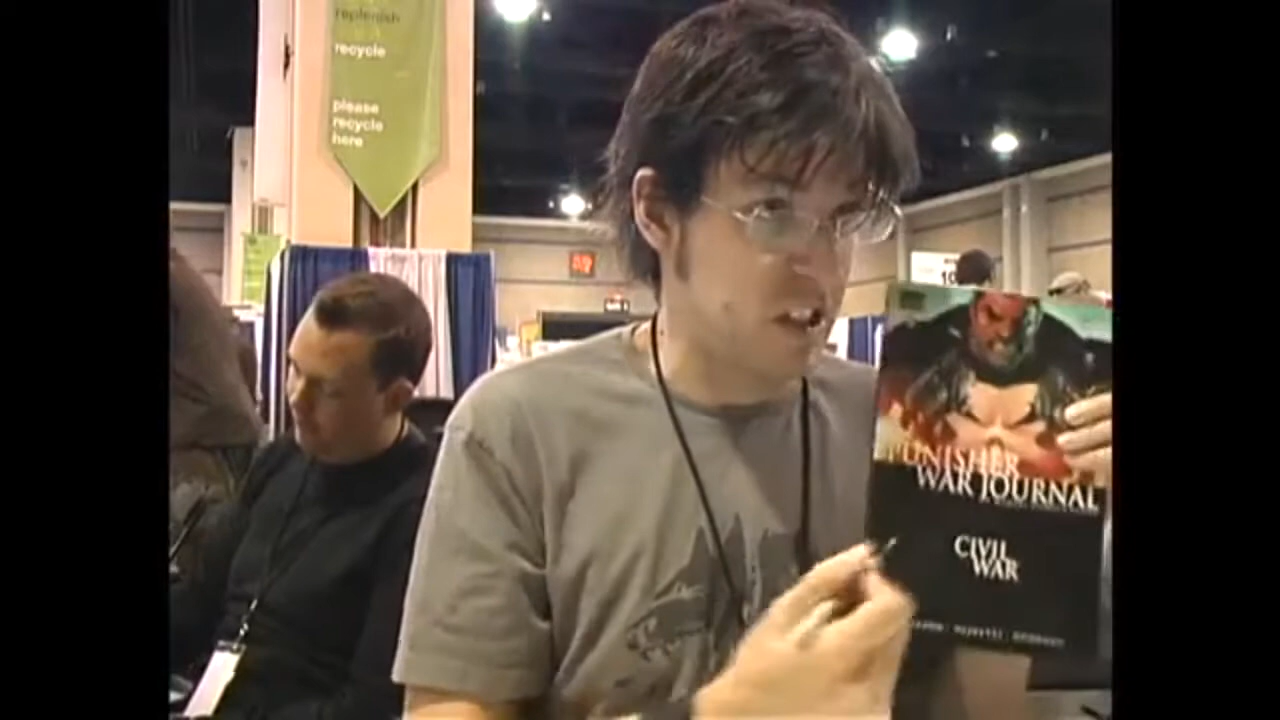 replenish
recycle
please
recycle
here
PUNISHER
WAR JOURNAL
CIVIL
WAR